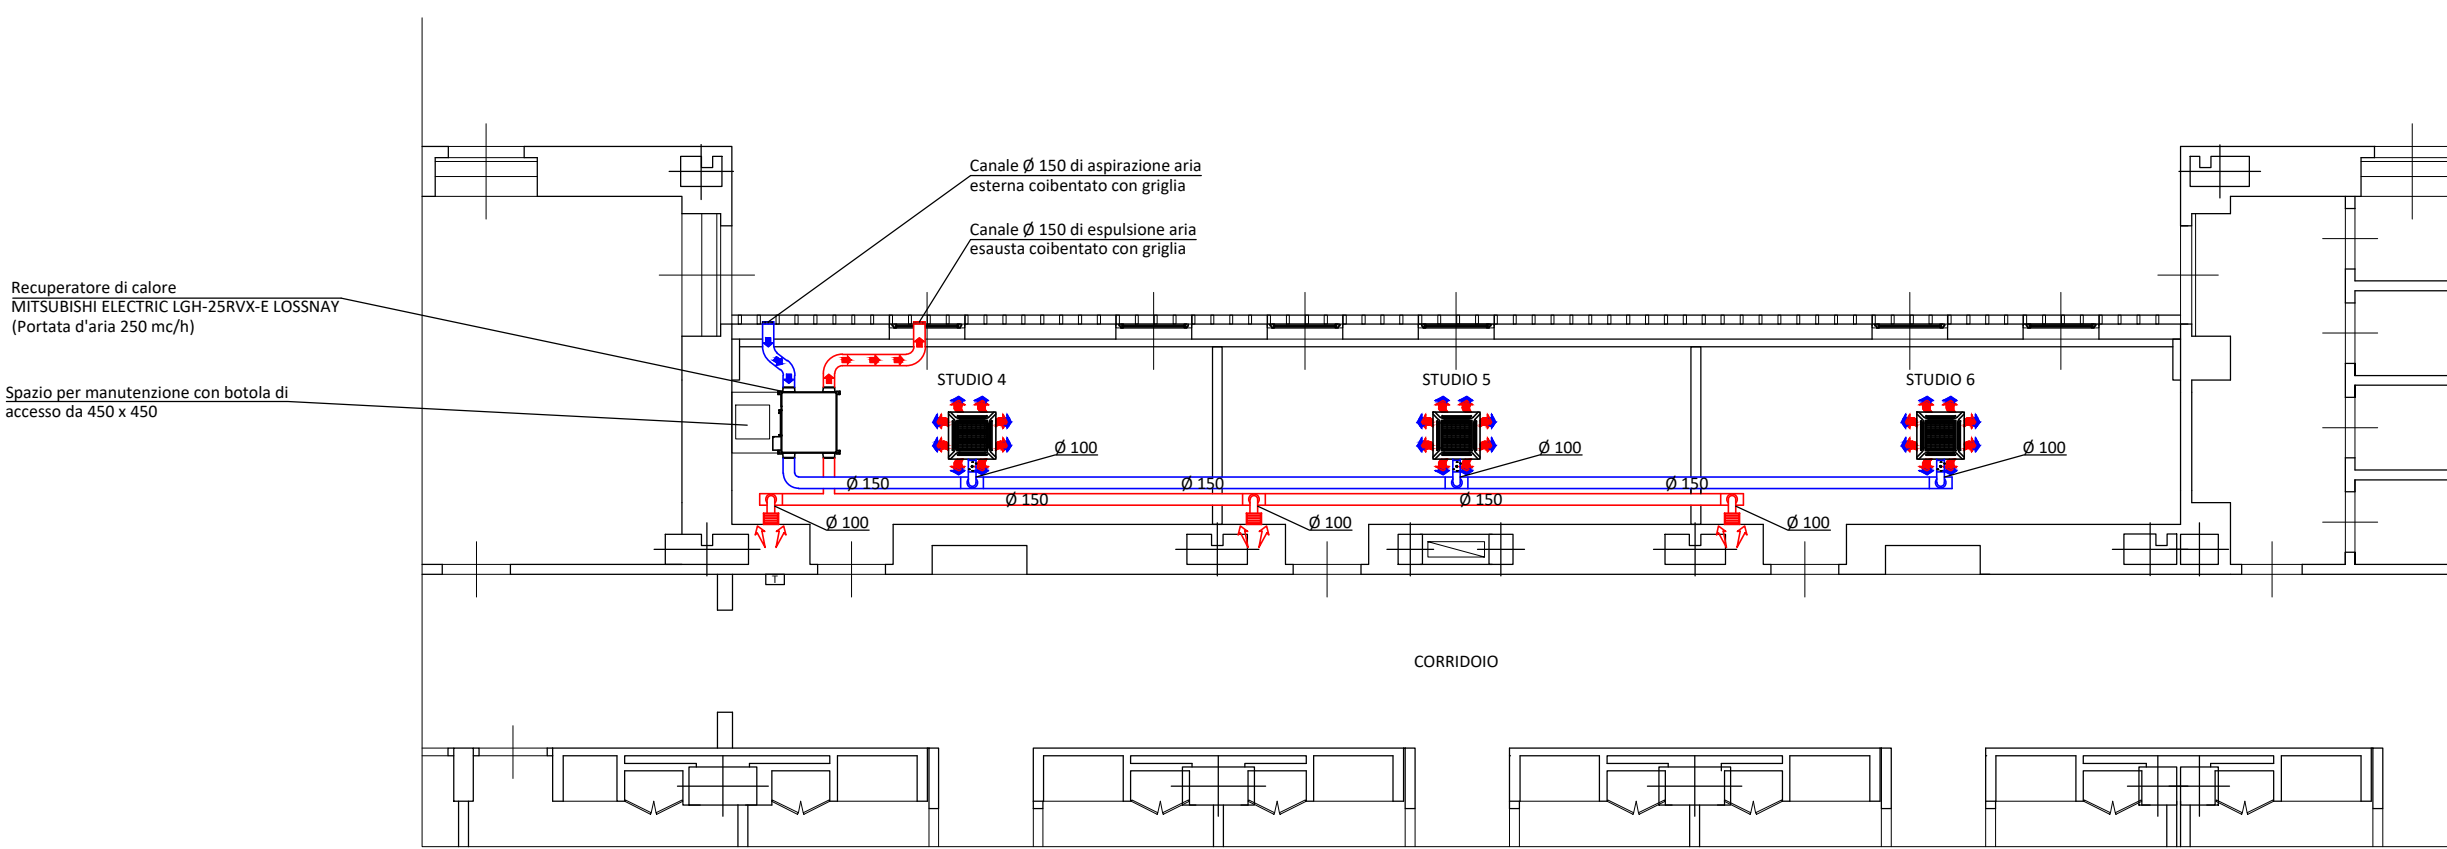 Canale Ø 150 di aspirazione aria
esterna coibentato con griglia
Canale Ø 150 di espulsione aria
esausta coibentato con griglia
Recuperatore di calore
MITSUBISHI ELECTRIC LGH-25RVX-E LOSSNAY
(Portata d'aria 250 mc/h)
Spazio per manutenzione con botola di
accesso da 450 x 450
STUDIO 4
STUDIO 5
STUDIO 6
Ø 100
Ø 100
Ø 100
Ø 150
Ø 150
Ø 150
Ø 150
Ø 150
Ø 100
Ø 100
Ø 100
T
CORRIDOIO